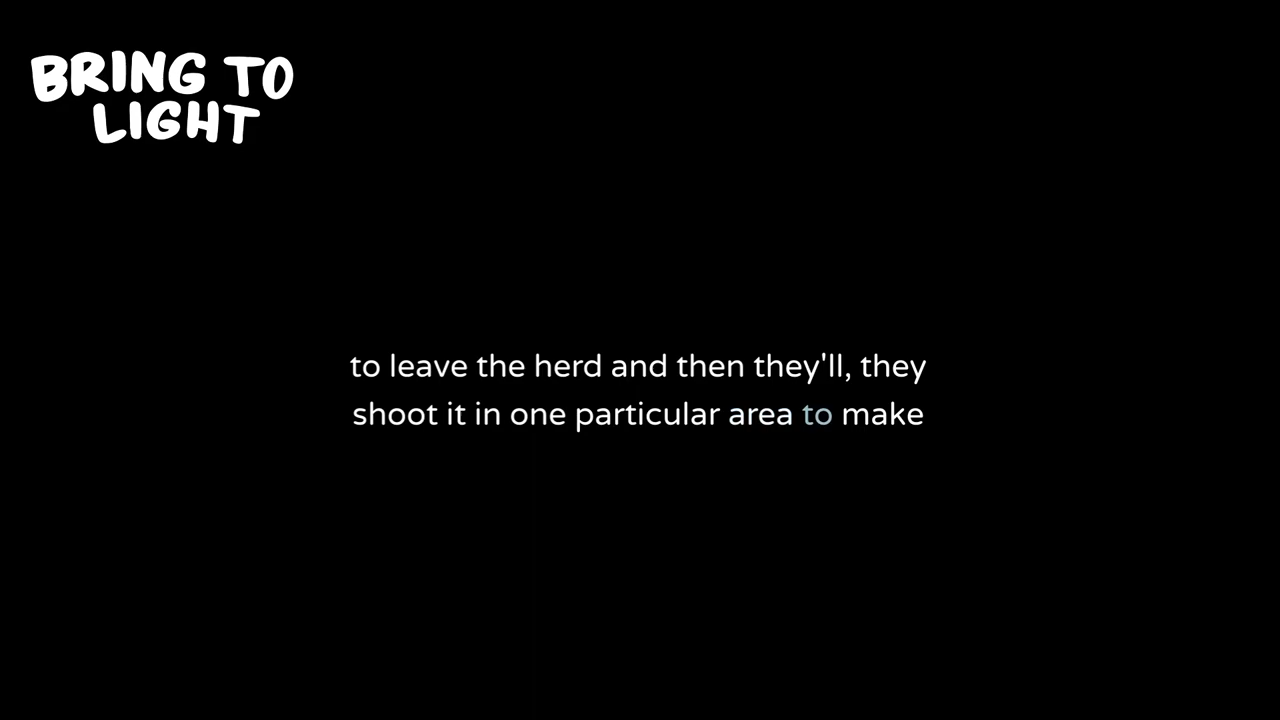 BRING TO
LIGHT
to leave the herd and then they'll, they
shoot it in one particular area to make